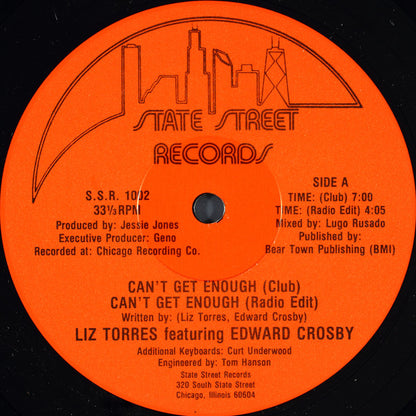 STATE STREET
RECORDS
S.S.R. 1002
33⅓ RPM
Produced by: Jessie Jones
Executive Producer: Geno
Recorded at: Chicago Recording Co.
SIDE A
TIME: (Club) 7:00
TIME: (Radio Edit) 4:05
Mixed by: Lugo Rusado
Published by:
Bear Town Publishing (BMI)
CAN'T GET ENOUGH (Club)
CAN'T GET ENOUGH (Radio Edit)
Written by: (Liz Torres, Edward Crosby)
LIZ TORRES featuring EDWARD CROSBY
Additional Keyboards: Curt Underwood
Engineered by: Tom Hanson
State Street Records
320 South State Street
Chicago, Illinois 60604